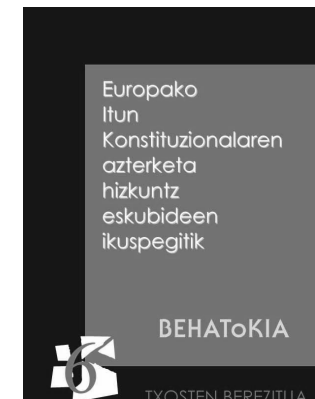 Europako
Itun
Konstituzionalaren
azterketa
hizkuntz
eskubideen
ikuspegitik
BEHAToKIA
6
TXOSTEN BEREZITUA